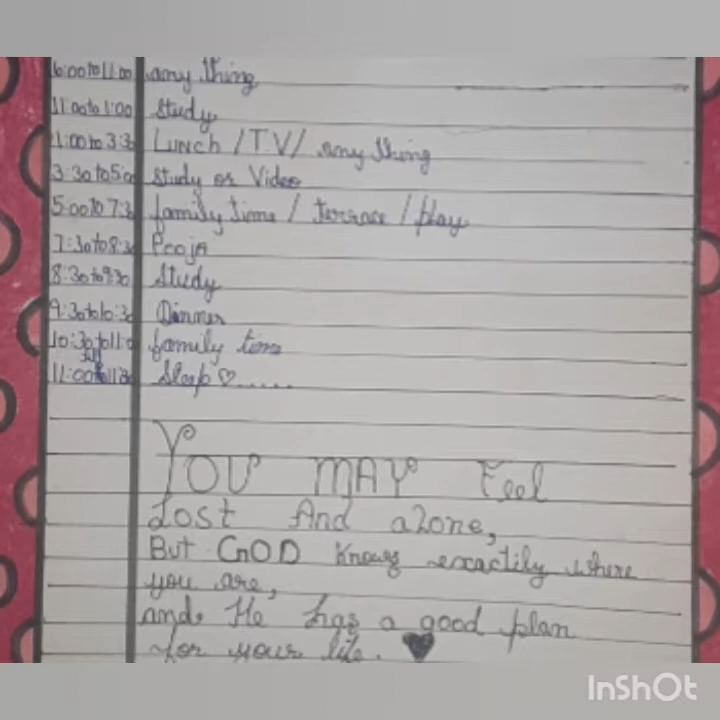 6:00 to 11:00 any thing
11:00 to 1:00 Study
1:00 to 3:30 Lunch / TV / any thing
3:30 to 5:00 study or Video
5:00 to 7:30 family time / terrace / play
7:30 to 8:30 Pooja
8:30 to 9:30 Study
9:30 to 10:30 Dinner
10:30 to 11:00 family time
11:00 to 11:30 Sleep ♡......
YOU MAY Feel
Lost And alone,
But GOD Knows exactily where
you are,
and He has a good plan
for your life. ♥
InShOt